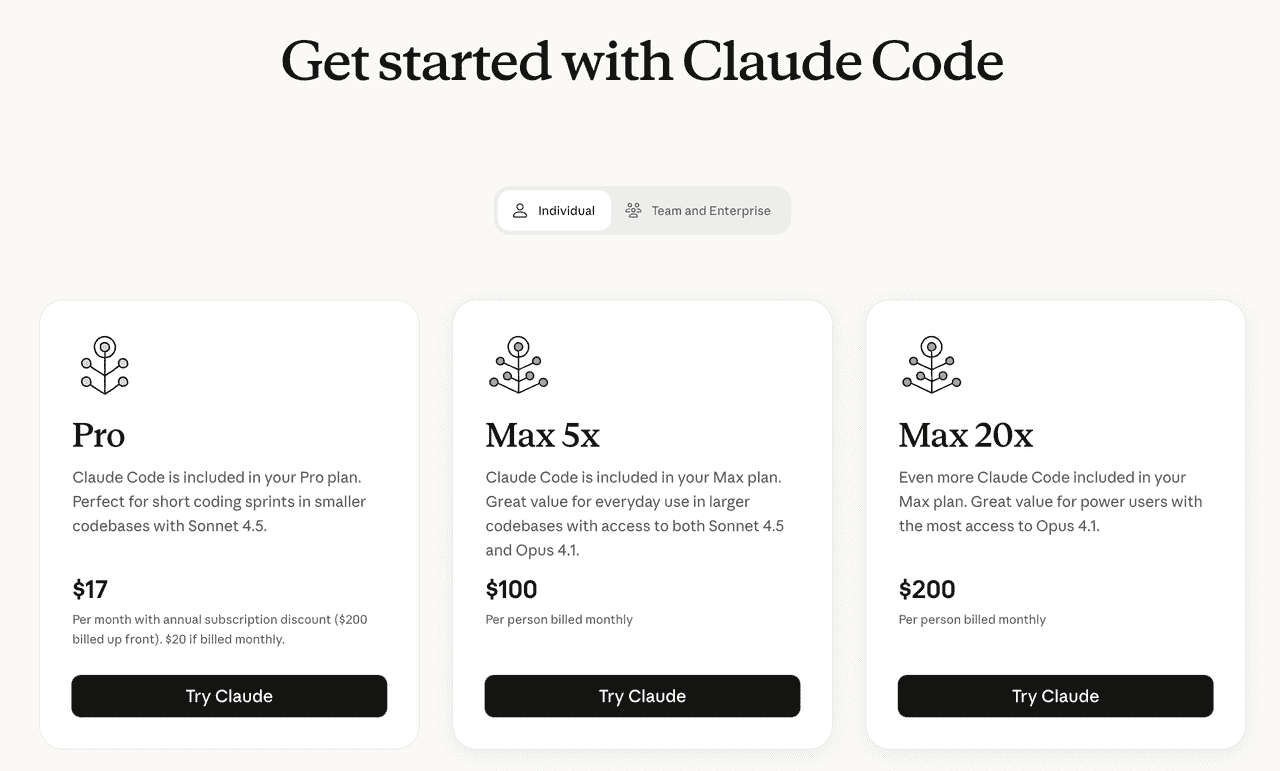 Get started with Claude Code
Individual
Team and Enterprise
Pro
Claude Code is included in your Pro plan.
Perfect for short coding sprints in smaller
codebases with Sonnet 4.5.
$17
Per month with annual subscription discount ($200
billed up front). $20 if billed monthly.
Try Claude
Max 5x
Claude Code is included in your Max plan.
Great value for everyday use in larger
codebases with access to both Sonnet 4.5
and Opus 4.1.
$100
Per person billed monthly
Try Claude
Max 20x
Even more Claude Code included in your
Max plan. Great value for power users with
the most access to Opus 4.1.
$200
Per person billed monthly
Try Claude